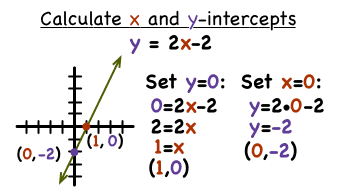 Calculate x and y-intercepts
y = 2x-2
Set y=0:
0=2x-2
2=2x
1=x
(1,0)
Set x=0:
y=2•0-2
y=-2
(0,-2)
(1, 0)
(0,-2)